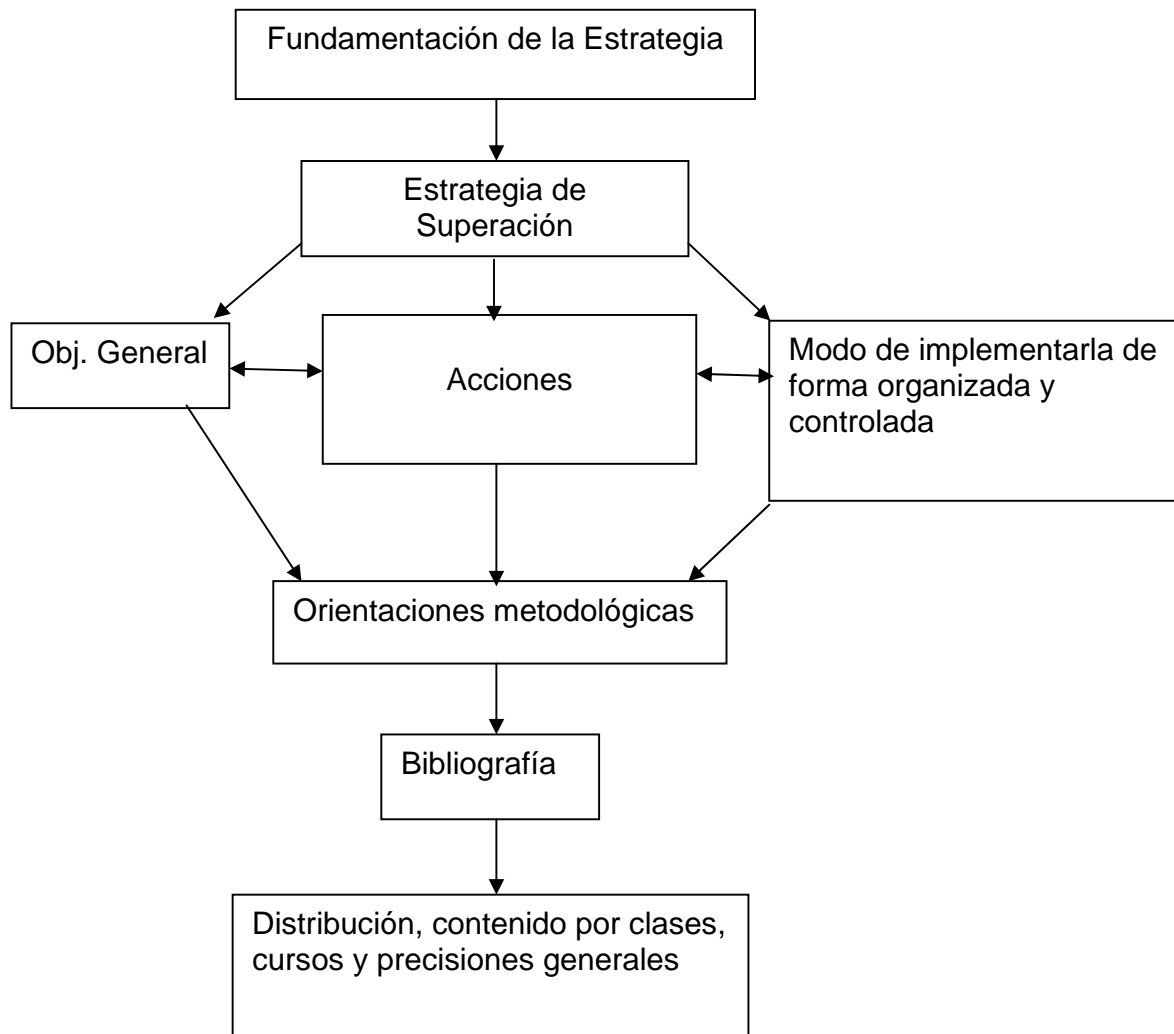 Fundamentación de la Estrategia
Estrategia de
Superación
Obj. General
Acciones
Modo de implementarla de
forma organizada y
controlada
Orientaciones metodológicas
Bibliografía
Distribución, contenido por clases,
cursos y precisiones generales